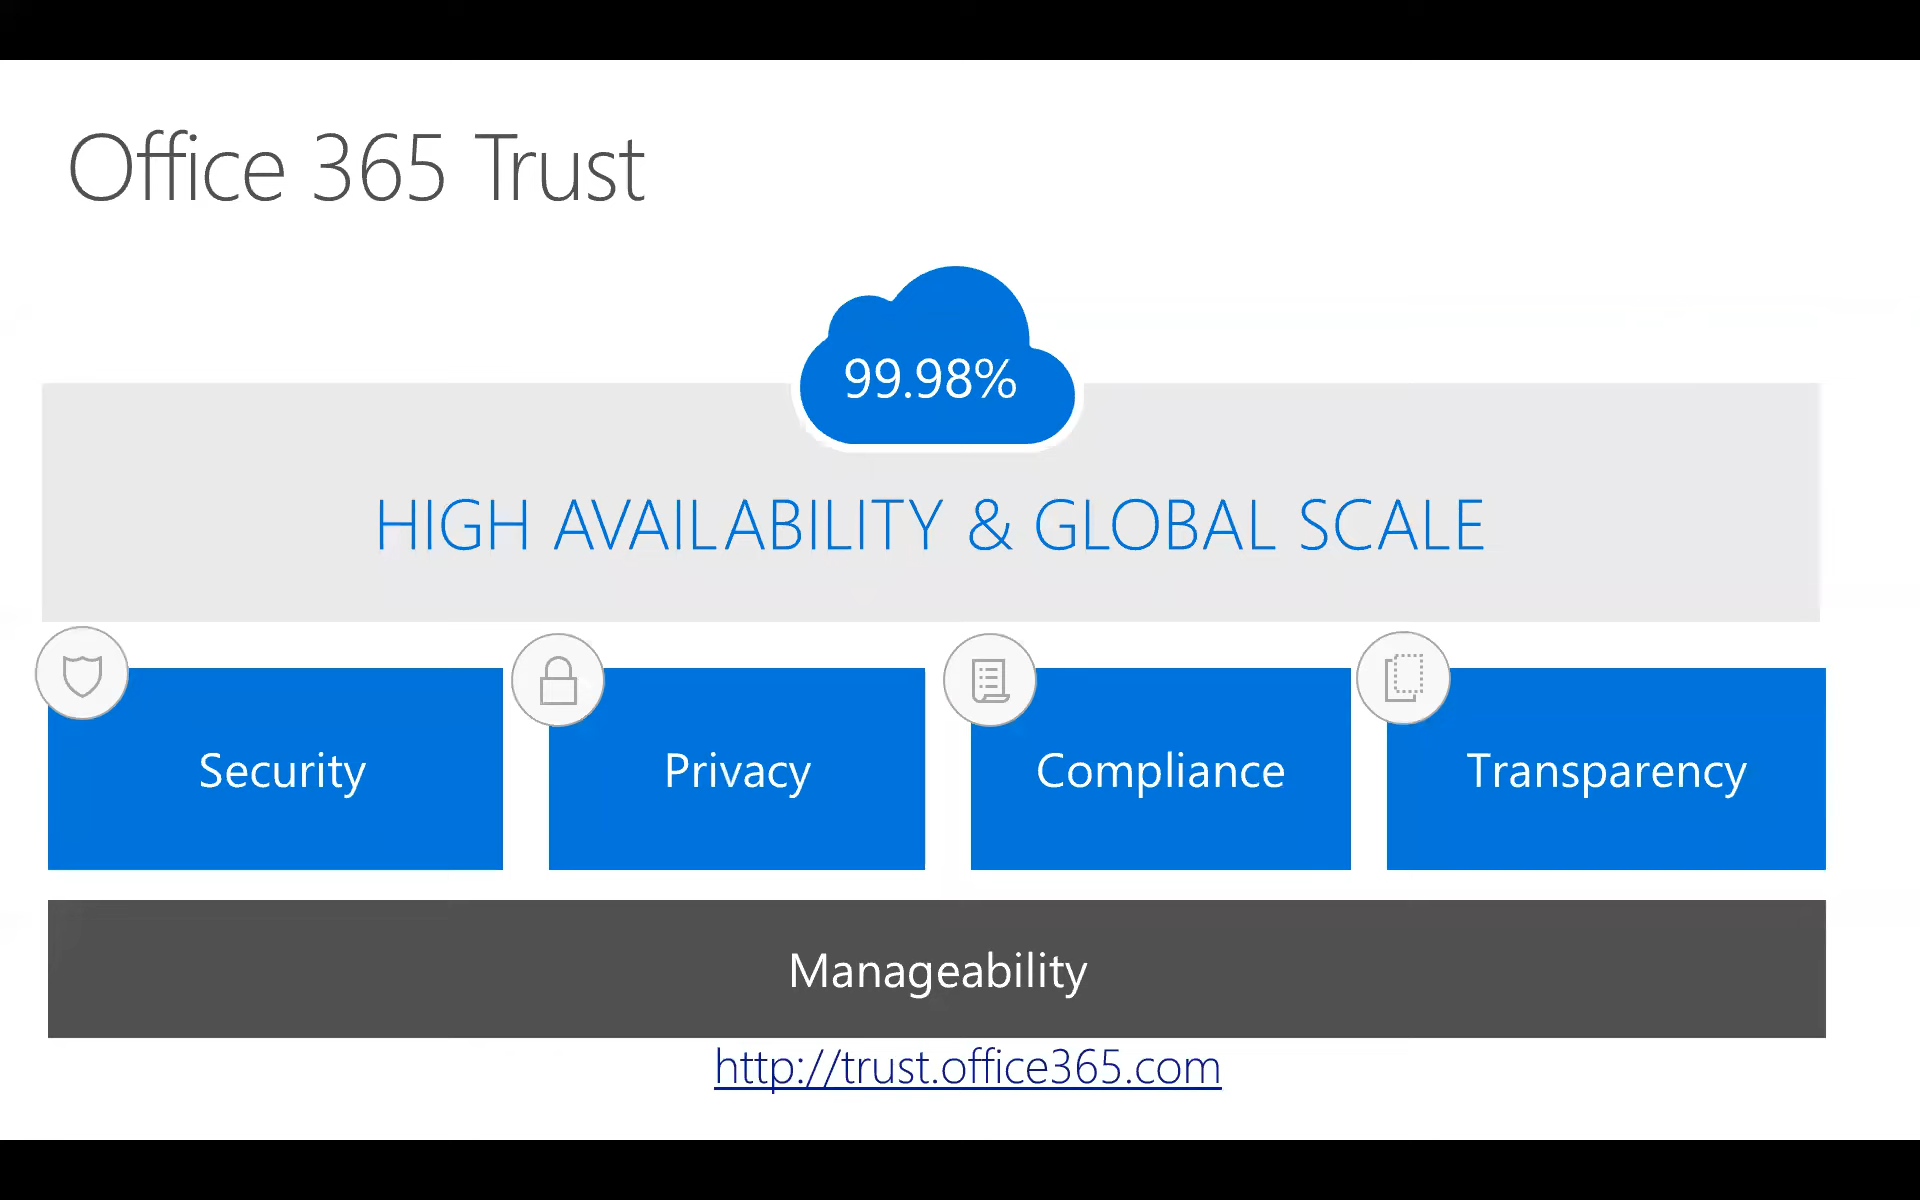 Office 365 Trust
99.98%
HIGH AVAILABILITY & GLOBAL SCALE
Security
Privacy
Compliance
Transparency
Manageability
http://trust.office365.com